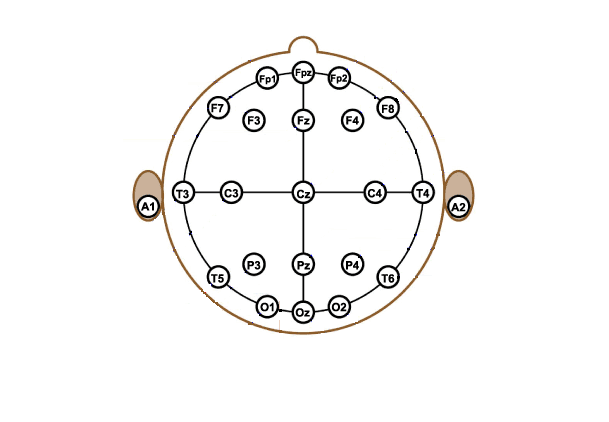 Fp1 Fpz Fp2
F7 F3 Fz F4 F8
A1 T3 C3 Cz C4 T4 A2
T5 P3 Pz P4 T6
O1 Oz O2